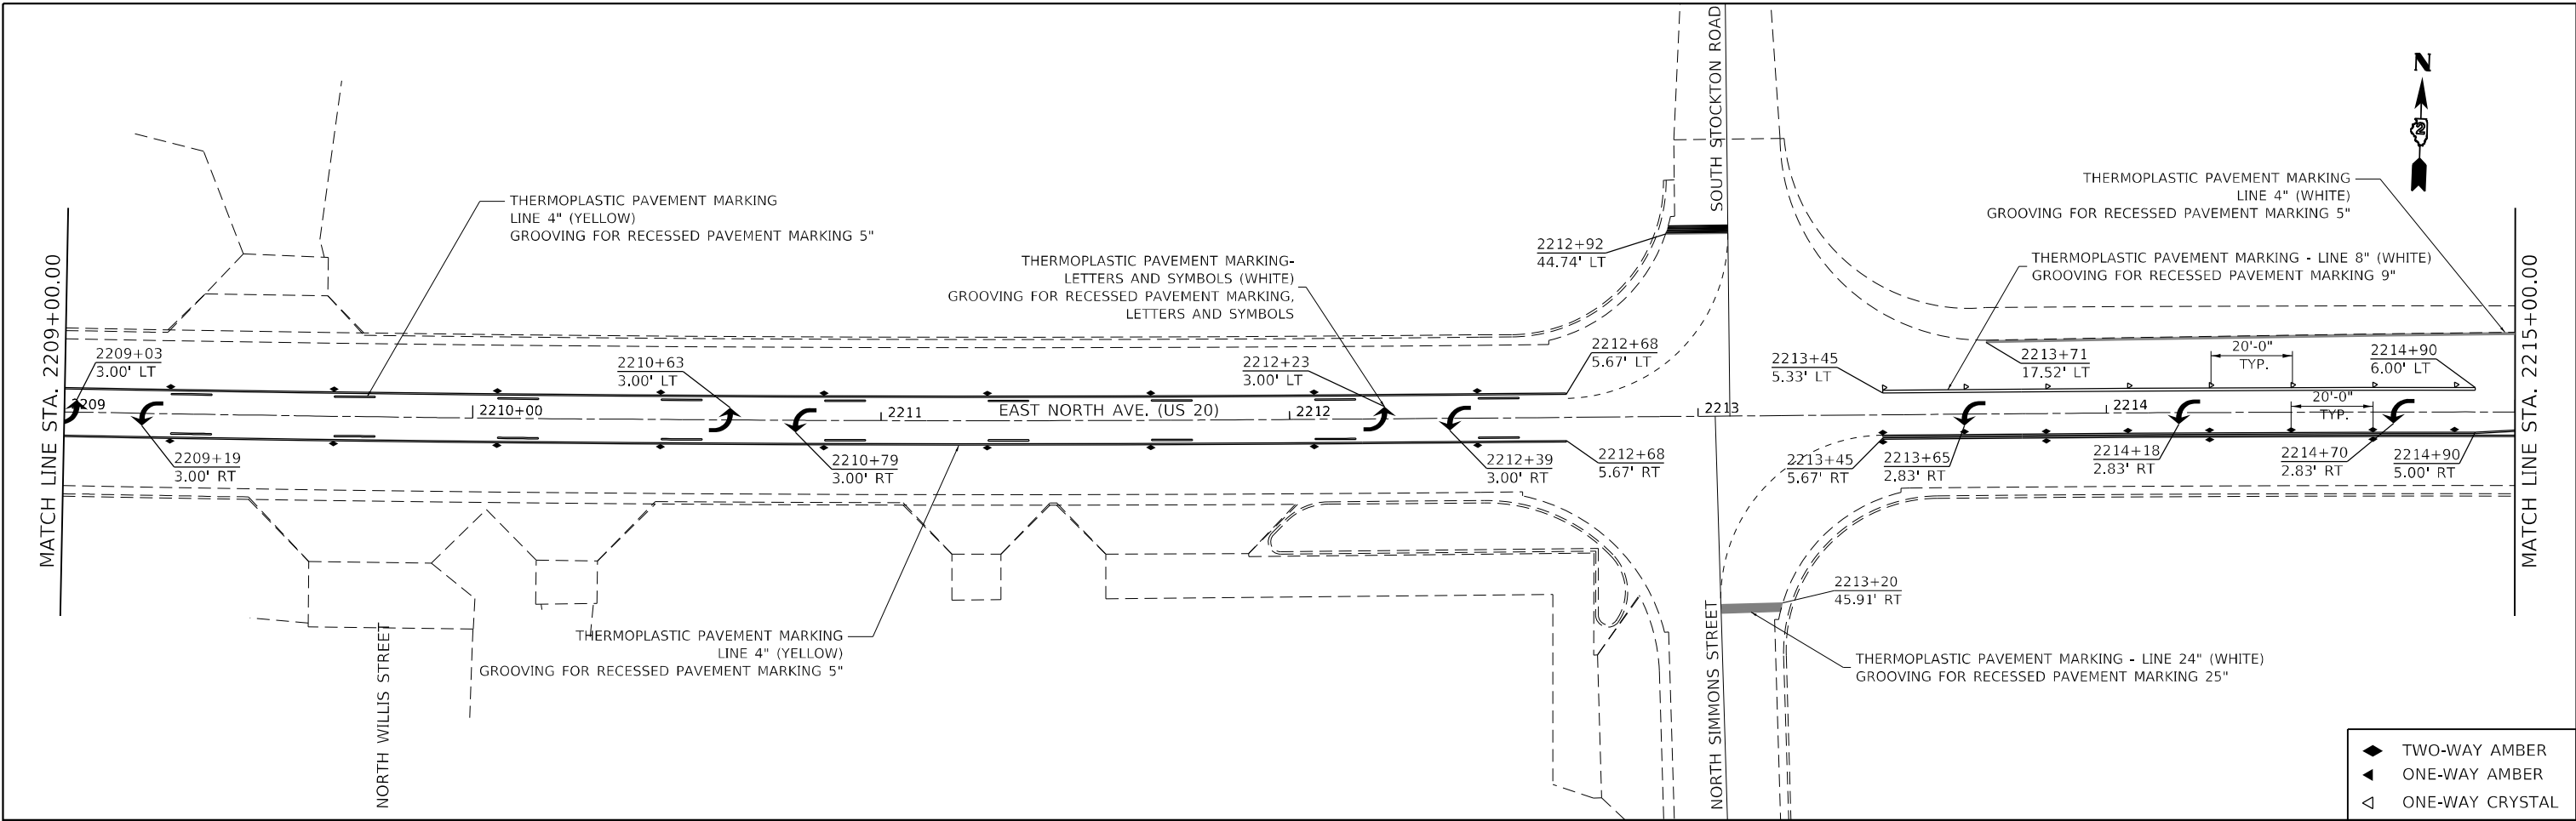 SOUTH STOCKTON ROAD
N
2
THERMOPLASTIC PAVEMENT MARKING
LINE 4" (YELLOW)
GROOVING FOR RECESSED PAVEMENT MARKING 5"
THERMOPLASTIC PAVEMENT MARKING
LINE 4" (WHITE)
GROOVING FOR RECESSED PAVEMENT MARKING 5"
THERMOPLASTIC PAVEMENT MARKING-
LETTERS AND SYMBOLS (WHITE)
GROOVING FOR RECESSED PAVEMENT MARKING,
LETTERS AND SYMBOLS
2212+92
44.74' LT
THERMOPLASTIC PAVEMENT MARKING - LINE 8" (WHITE)
GROOVING FOR RECESSED PAVEMENT MARKING 9"
MATCH LINE STA. 2209+00.00
MATCH LINE STA. 2215+00.00
2209+03
3.00' LT
2210+63
3.00' LT
2212+23
3.00' LT
2212+68
5.67' LT
2213+45
5.33' LT
2213+71
17.52' LT
20'-0"
TYP.
2214+90
6.00' LT
2209
2210+00
2211
EAST NORTH AVE. (US 20)
2212
2213
2214
20'-0"
TYP.
2209+19
3.00' RT
2210+79
3.00' RT
2212+39
3.00' RT
2212+68
5.67' RT
2213+45
5.67' RT
2213+65
2.83' RT
2214+18
2.83' RT
2214+70
2.83' RT
2214+90
5.00' RT
2213+20
45.91' RT
THERMOPLASTIC PAVEMENT MARKING
LINE 4" (YELLOW)
GROOVING FOR RECESSED PAVEMENT MARKING 5"
THERMOPLASTIC PAVEMENT MARKING - LINE 24" (WHITE)
GROOVING FOR RECESSED PAVEMENT MARKING 25"
NORTH WILLIS STREET
NORTH SIMMONS STREET
TWO-WAY AMBER
ONE-WAY AMBER
ONE-WAY CRYSTAL